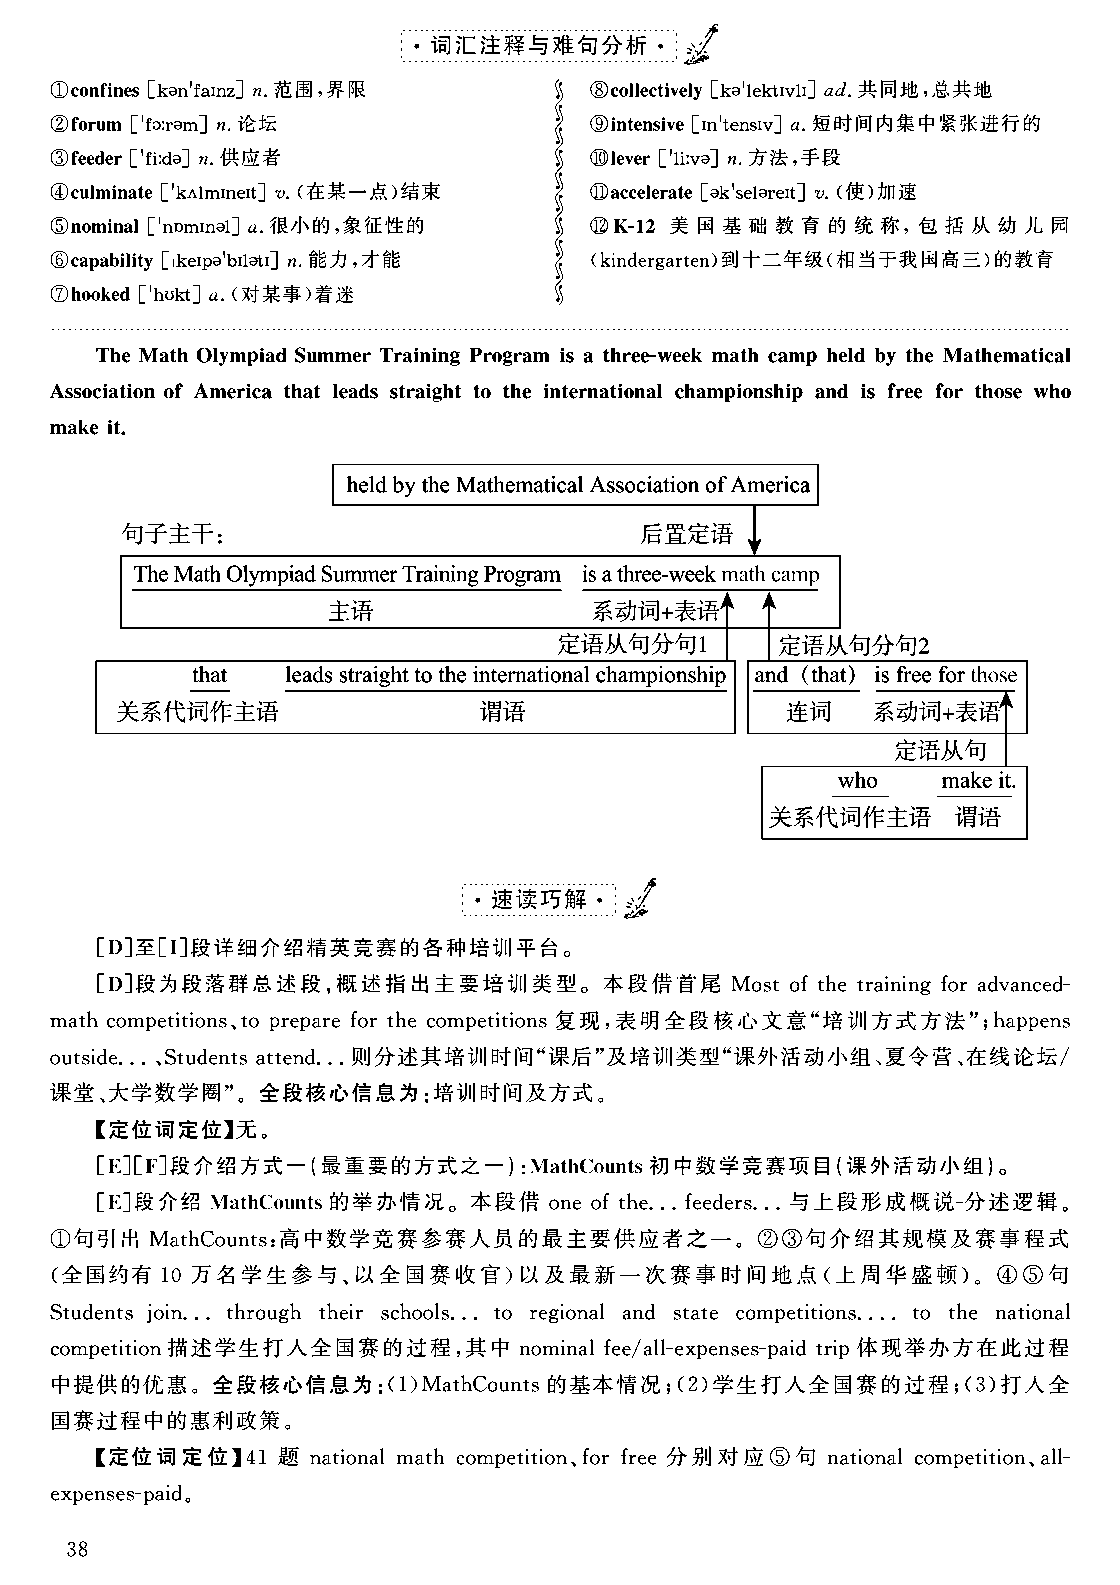 ·词汇注释与难句分析·
①confines [kən'faɪnz] n. 范围,界限
②forum ['fɔːrəm] n. 论坛
③feeder ['fiːdə] n. 供应者
④culminate ['kʌlmɪneɪt] v. (在某一点)结束
⑤nominal ['nɒmɪnəl] a. 很小的,象征性的
⑥capability [ˌkeɪpə'bɪlətɪ] n. 能力,才能
⑦hooked ['hʊkt] a. (对某事)着迷
⑧collectively [kə'lektɪvlɪ] ad. 共同地,总共地
⑨intensive [ɪn'tensɪv] a. 短时间内集中紧张进行的
⑩lever ['liːvə] n. 方法,手段
⑪accelerate [ək'seləreɪt] v. (使)加速
⑫K-12 美国基础教育的统称,包括从幼儿园
(kindergarten)到十二年级(相当于我国高三)的教育
The Math Olympiad Summer Training Program is a three-week math camp held by the Mathematical
Association of America that leads straight to the international championship and is free for those who
make it.
held by the Mathematical Association of America
句子主干: 后置定语
The Math Olympiad Summer Training Program is a three-week math camp
主语 系动词+表语
定语从句分句1 定语从句分句2
that leads straight to the international championship and (that) is free for those
关系代词作主语 谓语 连词 系动词+表语
定语从句
who make it.
关系代词作主语 谓语
·速读巧解·
[D]至[I]段详细介绍精英竞赛的各种培训平台。
[D]段为段落群总述段,概述指出主要培训类型。本段借首尾 Most of the training for advanced-
math competitions、to prepare for the competitions 复现,表明全段核心文意“培训方式方法”;happens
outside...、Students attend...则分述其培训时间“课后”及培训类型“课外活动小组、夏令营、在线论坛/
课堂、大学数学圈”。全段核心信息为:培训时间及方式。
【定位词定位】无。
[E][F]段介绍方式一(最重要的方式之一):MathCounts 初中数学竞赛项目(课外活动小组)。
[E]段介绍 MathCounts 的举办情况。本段借 one of the... feeders... 与上段形成概说-分述逻辑。
①句引出 MathCounts:高中数学竞赛参赛人员的最主要供应者之一。②③句介绍其规模及赛事程式
(全国约有 10 万名学生参与、以全国赛收官)以及最新一次赛事时间地点(上周华盛顿)。④⑤句
Students join... through their schools... to regional and state competitions.... to the national
competition 描述学生打人全国赛的过程,其中 nominal fee/all-expenses-paid trip 体现举办方在此过程
中提供的优惠。全段核心信息为:(1)MathCounts 的基本情况;(2)学生打人全国赛的过程;(3)打人全
国赛过程中的惠利政策。
【定位词定位】41 题 national math competition、for free 分别对应⑤句 national competition、all-
expenses-paid。
38